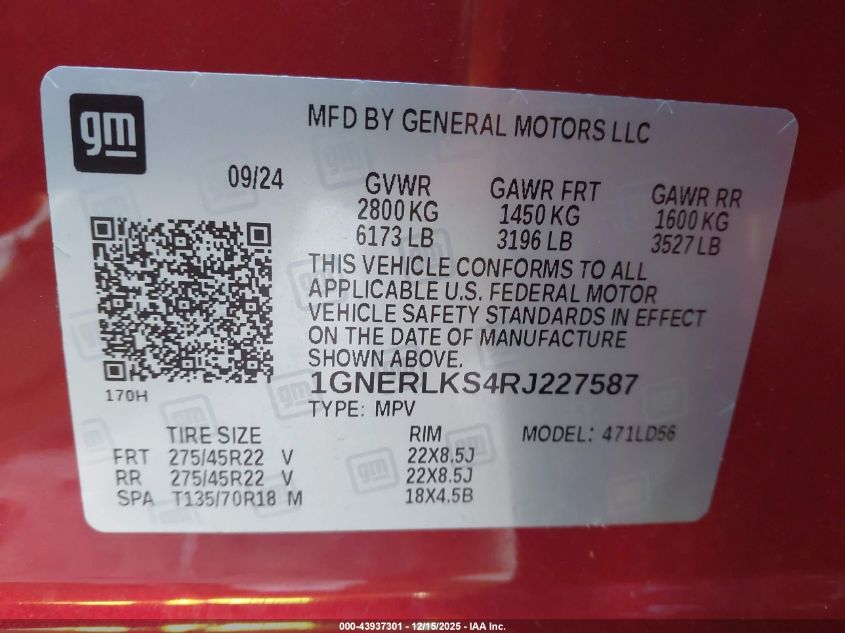 gm
MFD BY GENERAL MOTORS LLC
09/24
GVWR
2800 KG
6173 LB
GAWR FRT
1450 KG
3196 LB
GAWR RR
1600 KG
3527 LB
THIS VEHICLE CONFORMS TO ALL
APPLICABLE U.S. FEDERAL MOTOR
VEHICLE SAFETY STANDARDS IN EFFECT
ON THE DATE OF MANUFACTURE
SHOWN ABOVE.
1GNERLKS4RJ227587
170H
TYPE: MPV
TIRE SIZE RIM MODEL: 471LD56
FRT 275/45R22 V 22X8.5J
RR 275/45R22 V 22X8.5J
SPA T135/70R18 M 18X4.5B
000-43937301 - 12/15/2025 - IAA Inc.